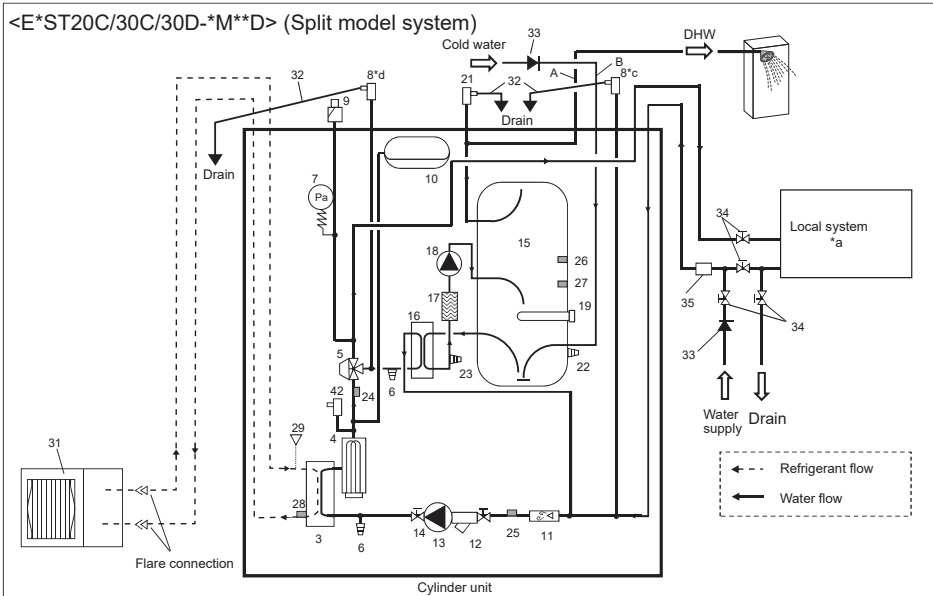 <E*ST20C/30C/30D-*M**D> (Split model system)
Cold water
33
DHW
A
B
32
8*d
9
21
32
8*c
Drain
Drain
7
Pa
10
15
18
26
27
17
19
16
5
6
23
22
24
42
4
29
28
3
6
14
13
12
25
11
34
Local system
*a
35
34
33
Water
supply
Drain
31
Flare connection
Refrigerant flow
Water flow
Cylinder unit